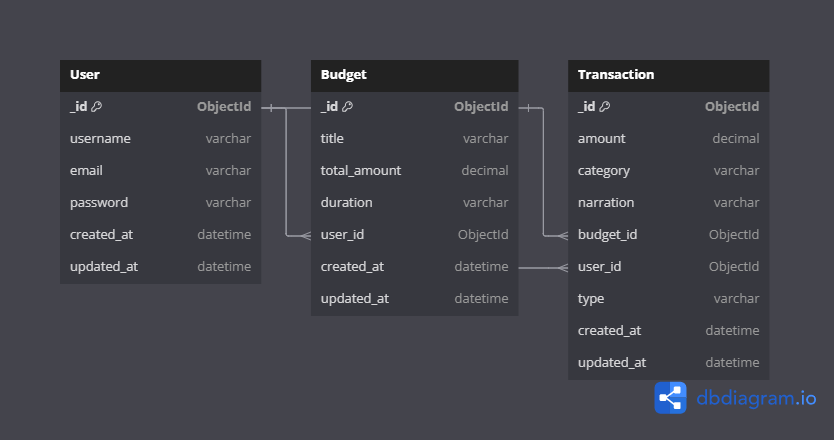 User
_id ObjectId
username varchar
email varchar
password varchar
created_at datetime
updated_at datetime
Budget
_id ObjectId
title varchar
total_amount decimal
duration varchar
user_id ObjectId
created_at datetime
updated_at datetime
Transaction
_id ObjectId
amount decimal
category varchar
narration varchar
budget_id ObjectId
user_id ObjectId
type varchar
created_at datetime
updated_at datetime
dbdiagram.io